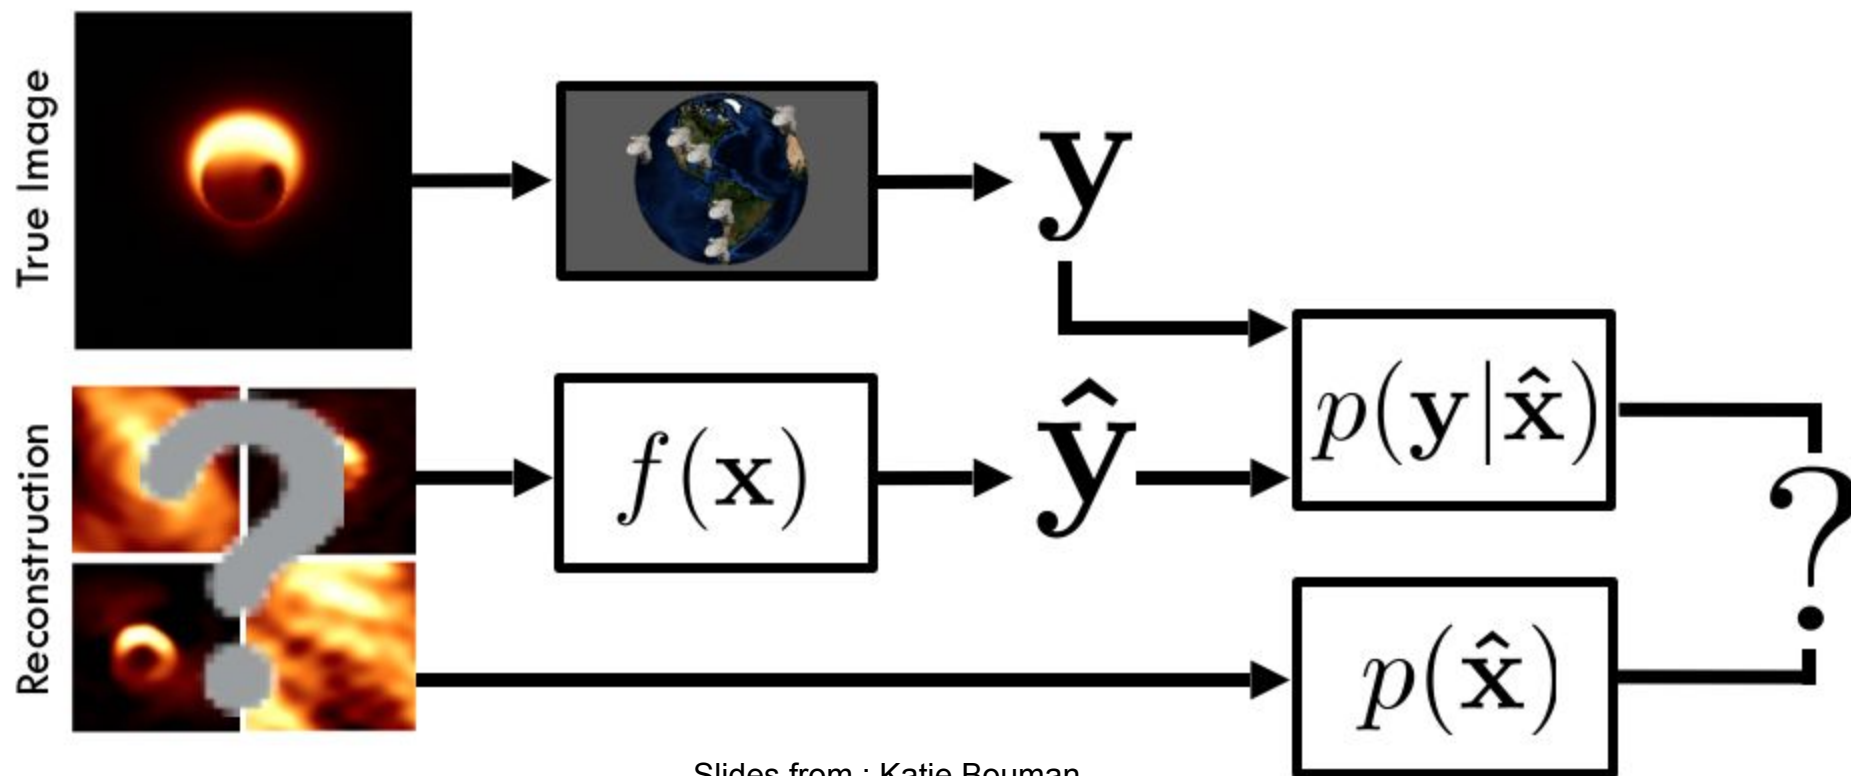 True Image
y
f(x)
ŷ
p(y|x̂)
?
Reconstruction
?
p(x̂)
Slides from : Katie Bouman